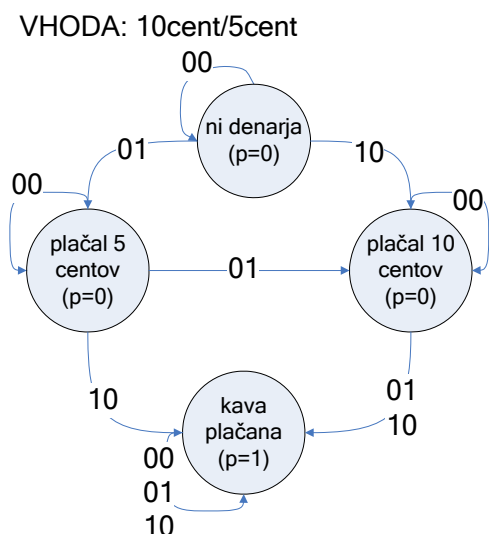 VHODA: 10cent/5cent
00
ni denarja
(p=0)
01
10
00
plačal 5
centov
(p=0)
01
plačal 10
centov
(p=0)
00
10
kava
plačana
(p=1)
01
10
00
01
10